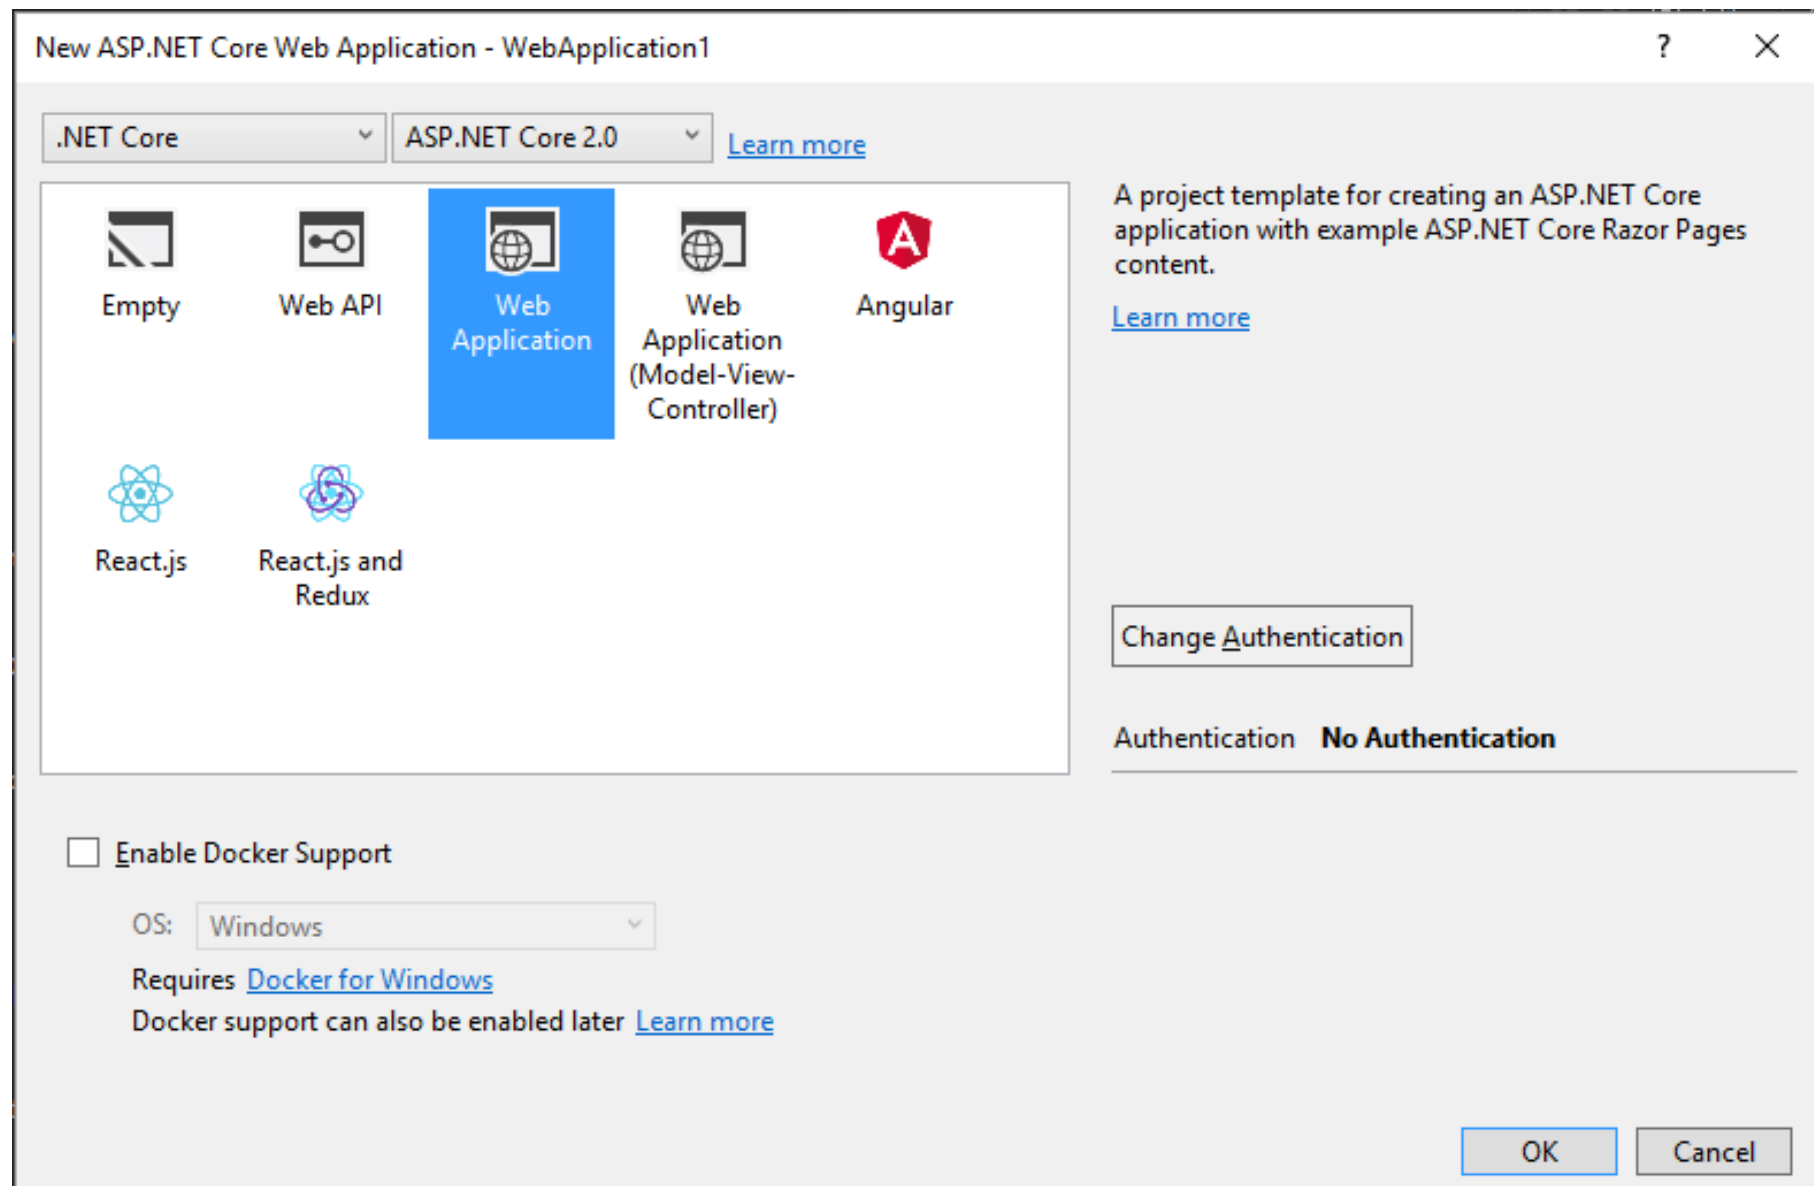 New ASP.NET Core Web Application - WebApplication1
?
.NET Core
ASP.NET Core 2.0
Learn more
Empty
Web API
Web
Application
Web
Application
(Model-View-
Controller)
Angular
React.js
React.js and
Redux
A project template for creating an ASP.NET Core
application with example ASP.NET Core Razor Pages
content.
Learn more
Change Authentication
Authentication No Authentication
Enable Docker Support
OS: Windows
Requires Docker for Windows
Docker support can also be enabled later Learn more
OK
Cancel